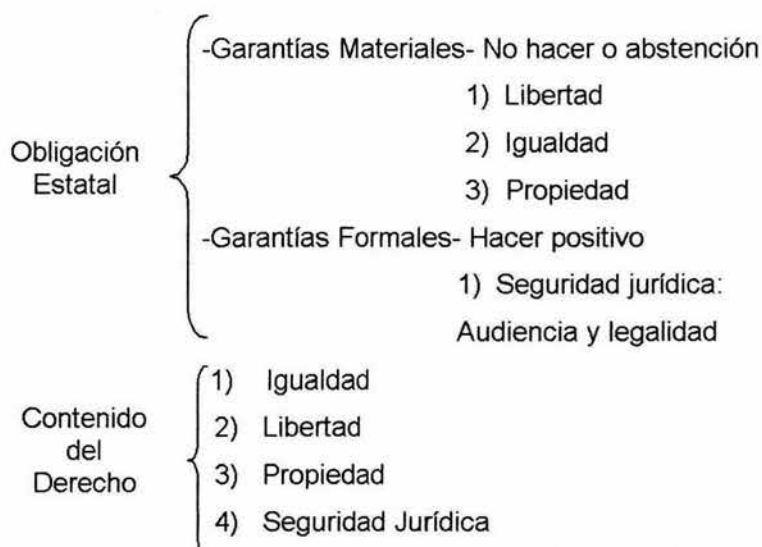 -Garantías Materiales- No hacer o abstención
1) Libertad
2) Igualdad
3) Propiedad
Obligación
Estatal
-Garantías Formales- Hacer positivo
1) Seguridad jurídica:
Audiencia y legalidad
Contenido
del
Derecho
1) Igualdad
2) Libertad
3) Propiedad
4) Seguridad Jurídica